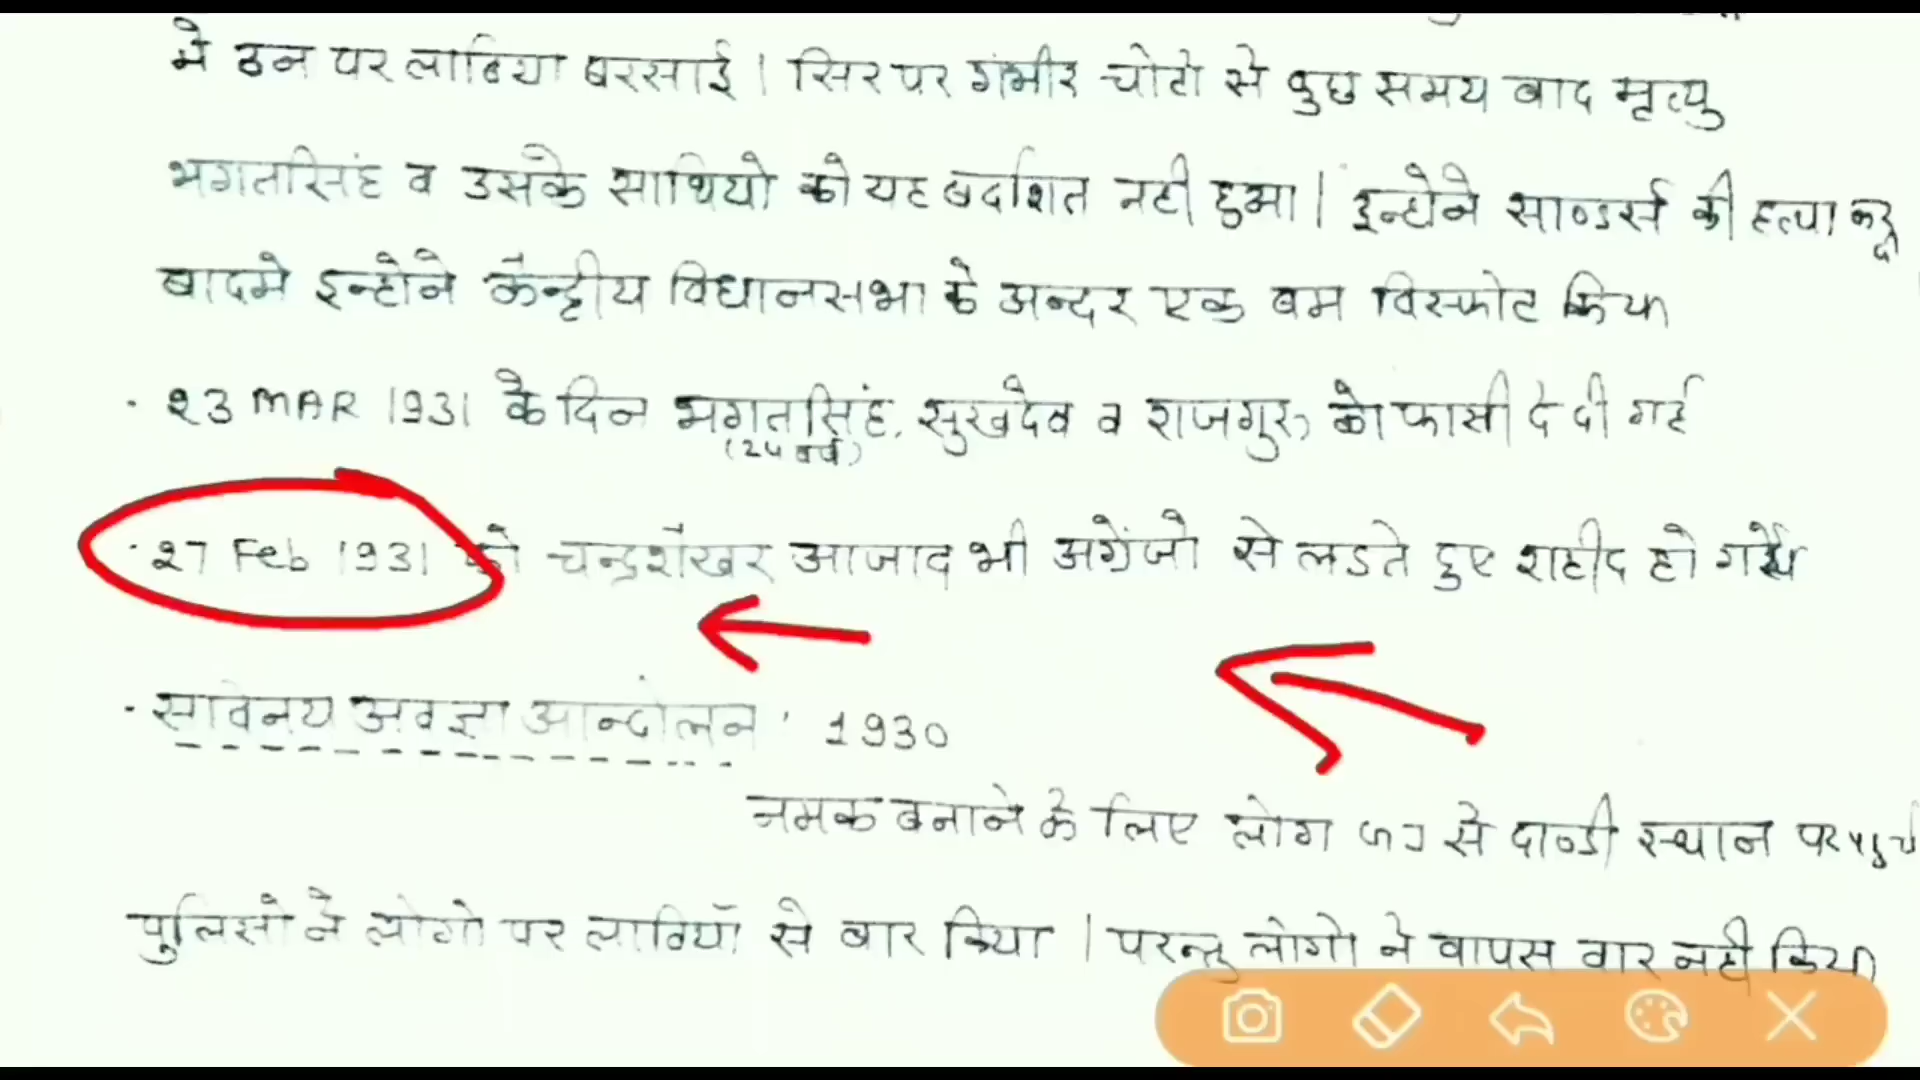 मे उन पर लाठिया बरसाई। सिर पर गंभीर चोटो से कुछ समय बाद मृत्यु
भगतसिंह व उसके साथियो को यह बर्दाशत नही हुआ। इन्होने साण्डर्स की हत्या कर दी
बादमे इन्होने केन्द्रीय विधानसभा के अन्दर एक बम विस्फोट किया
· 23 MAR 1931 के दिन भगतसिंह, सुखदेव व राजगुरु को फासी दे दी गई
(24 वर्ष)
· 27 Feb 1931 को चन्द्रशेखर आजाद भी अग्रेंजो से लडते हुए शहीद हो गये
· सविनय अवज्ञा आन्दोलन ' 1930
नमक बनाने के लिए लोग से दाण्डी स्थान पर पहुचे
पुलिसो ने लोगो पर लाठियाँ से वार किया। परन्तु लोगो ने वापस वार नही किया